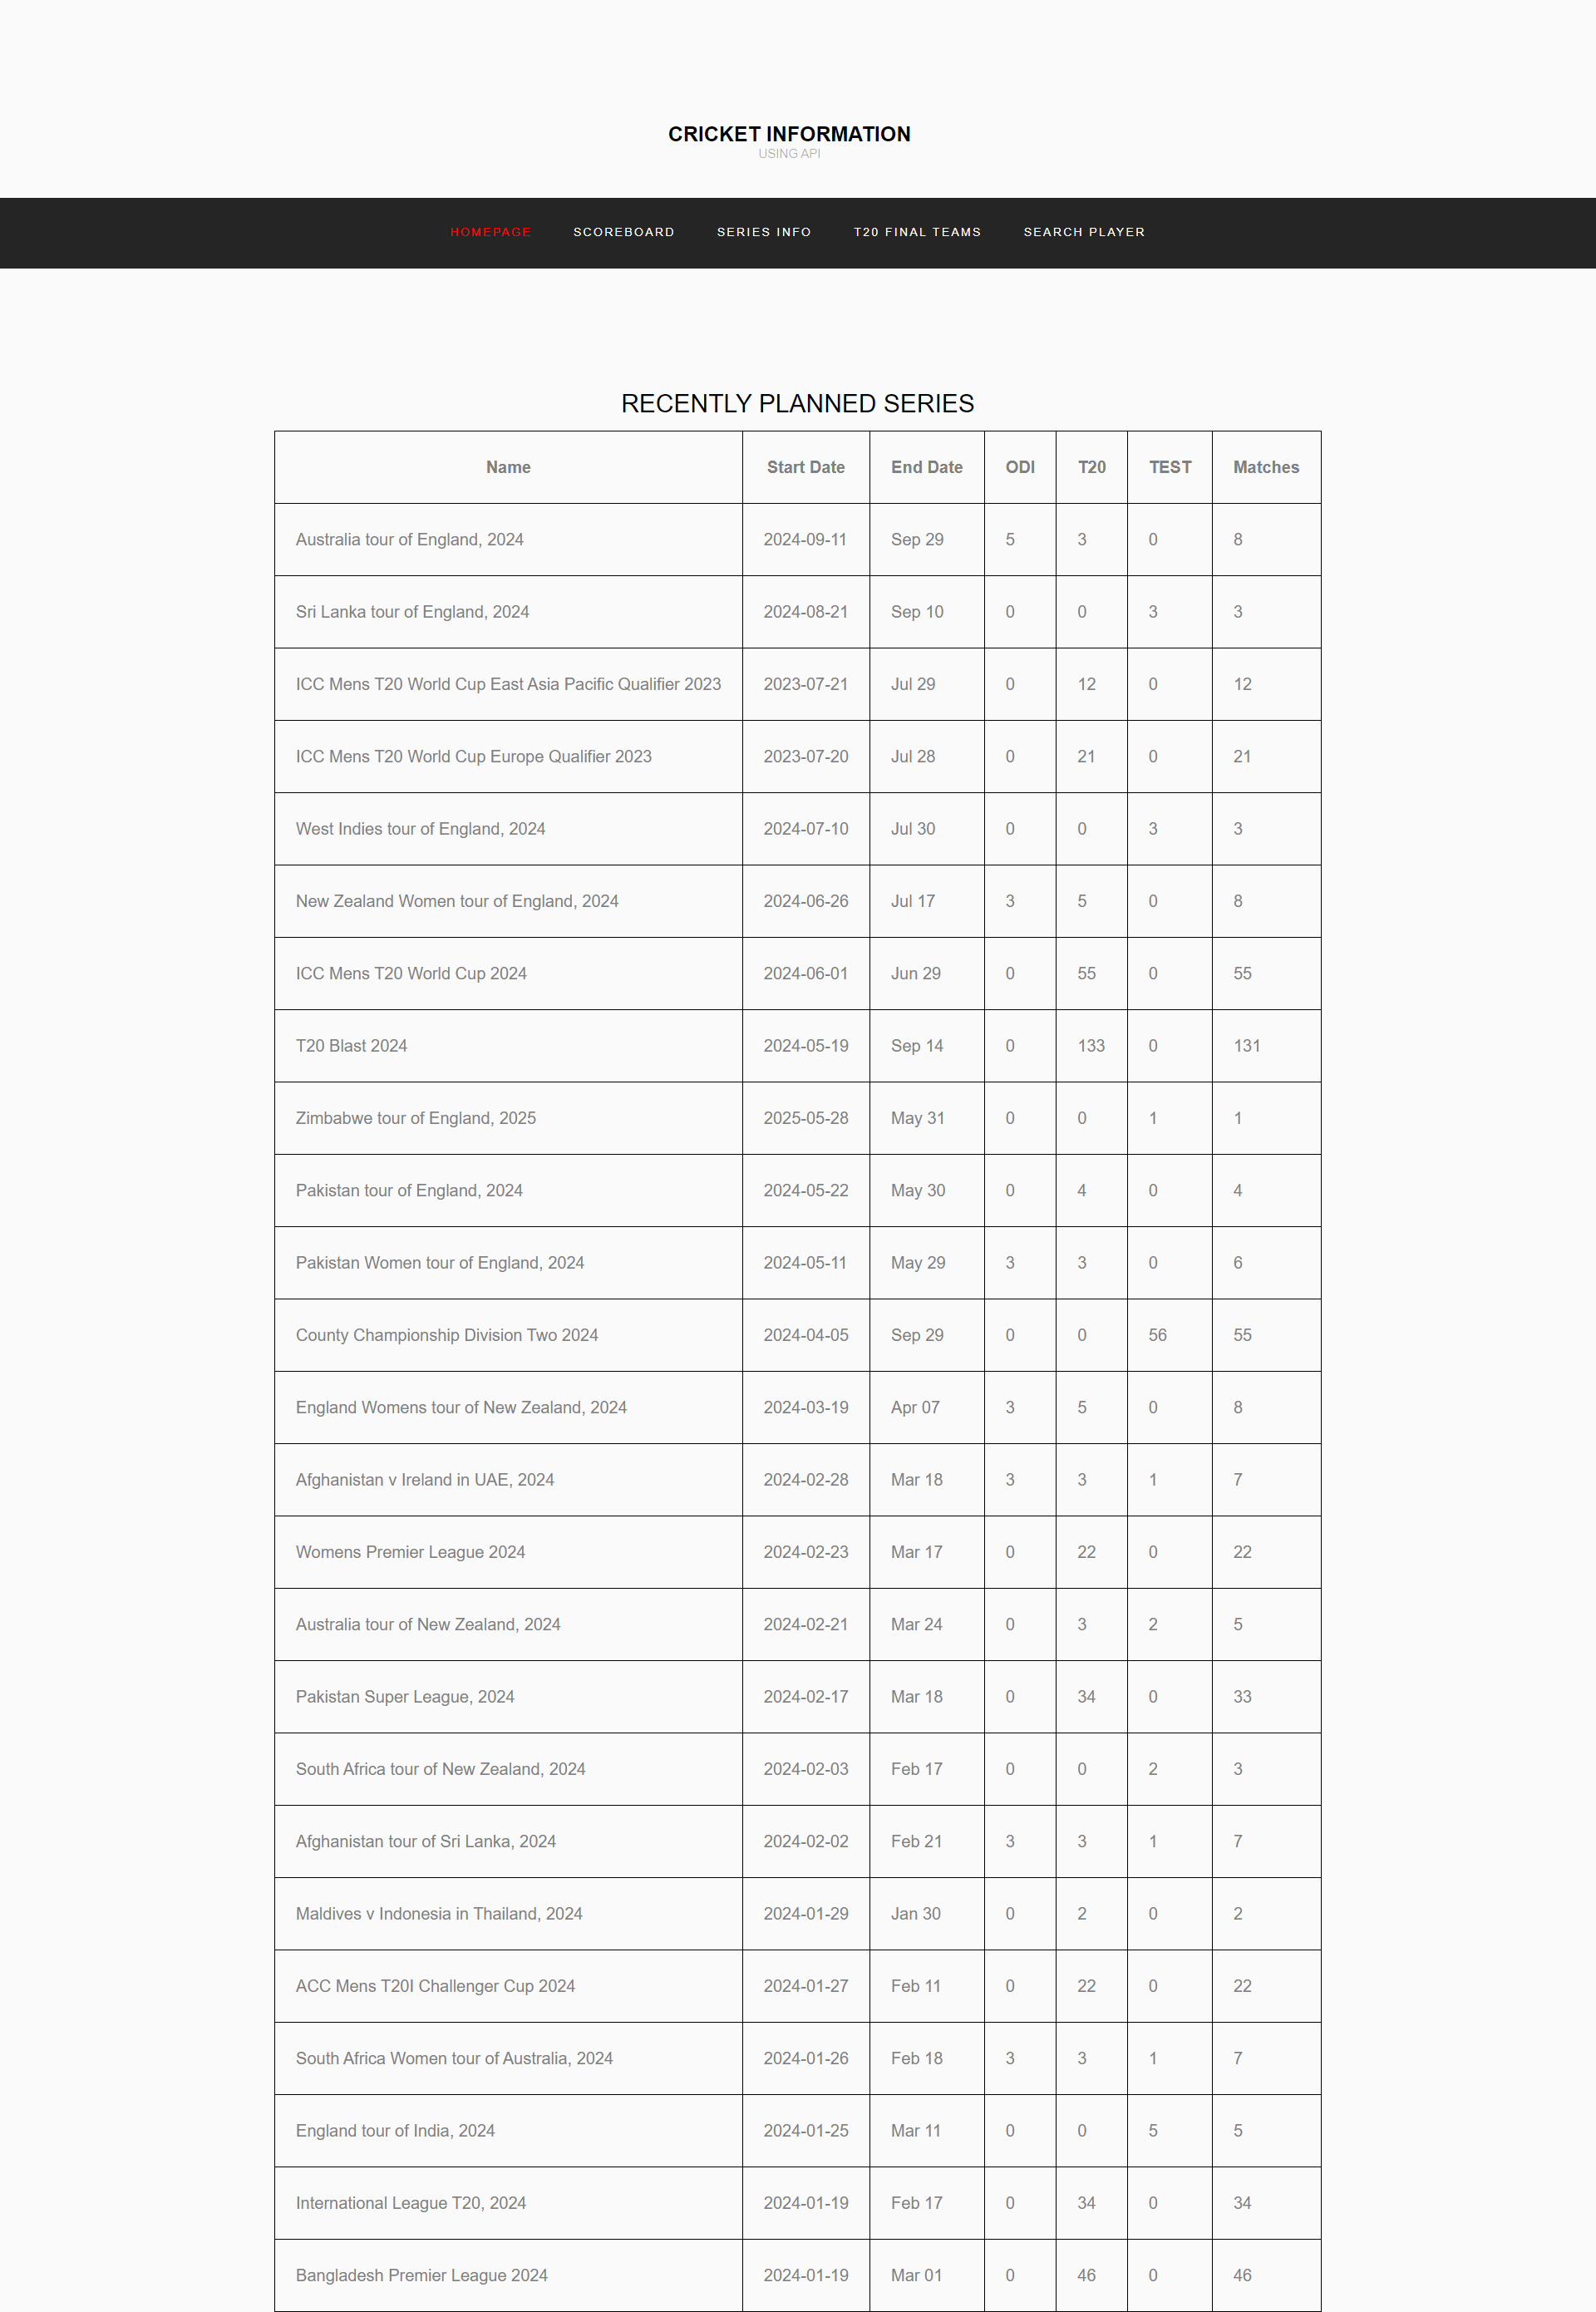 CRICKET INFORMATION
USING API
HOMEPAGE SCOREBOARD SERIES INFO T20 FINAL TEAMS SEARCH PLAYER
RECENTLY PLANNED SERIES
Name Start Date End Date ODI T20 TEST Matches
Australia tour of England, 2024 2024-09-11 Sep 29 5 3 0 8
Sri Lanka tour of England, 2024 2024-08-21 Sep 10 0 0 3 3
ICC Mens T20 World Cup East Asia Pacific Qualifier 2023 2023-07-21 Jul 29 0 12 0 12
ICC Mens T20 World Cup Europe Qualifier 2023 2023-07-20 Jul 28 0 21 0 21
West Indies tour of England, 2024 2024-07-10 Jul 30 0 0 3 3
New Zealand Women tour of England, 2024 2024-06-26 Jul 17 3 5 0 8
ICC Mens T20 World Cup 2024 2024-06-01 Jun 29 0 55 0 55
T20 Blast 2024 2024-05-19 Sep 14 0 133 0 131
Zimbabwe tour of England, 2025 2025-05-28 May 31 0 0 1 1
Pakistan tour of England, 2024 2024-05-22 May 30 0 4 0 4
Pakistan Women tour of England, 2024 2024-05-11 May 29 3 3 0 6
County Championship Division Two 2024 2024-04-05 Sep 29 0 0 56 55
England Womens tour of New Zealand, 2024 2024-03-19 Apr 07 3 5 0 8
Afghanistan v Ireland in UAE, 2024 2024-02-28 Mar 18 3 3 1 7
Womens Premier League 2024 2024-02-23 Mar 17 0 22 0 22
Australia tour of New Zealand, 2024 2024-02-21 Mar 24 0 3 2 5
Pakistan Super League, 2024 2024-02-17 Mar 18 0 34 0 33
South Africa tour of New Zealand, 2024 2024-02-03 Feb 17 0 0 2 3
Afghanistan tour of Sri Lanka, 2024 2024-02-02 Feb 21 3 3 1 7
Maldives v Indonesia in Thailand, 2024 2024-01-29 Jan 30 0 2 0 2
ACC Mens T20I Challenger Cup 2024 2024-01-27 Feb 11 0 22 0 22
South Africa Women tour of Australia, 2024 2024-01-26 Feb 18 3 3 1 7
England tour of India, 2024 2024-01-25 Mar 11 0 0 5 5
International League T20, 2024 2024-01-19 Feb 17 0 34 0 34
Bangladesh Premier League 2024 2024-01-19 Mar 01 0 46 0 46